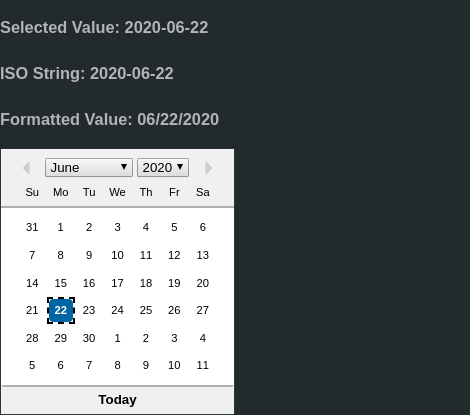 Selected Value: 2020-06-22
ISO String: 2020-06-22
Formatted Value: 06/22/2020
June 2020
Su Mo Tu We Th Fr Sa
31 1 2 3 4 5 6
7 8 9 10 11 12 13
14 15 16 17 18 19 20
21 22 23 24 25 26 27
28 29 30 1 2 3 4
5 6 7 8 9 10 11
Today